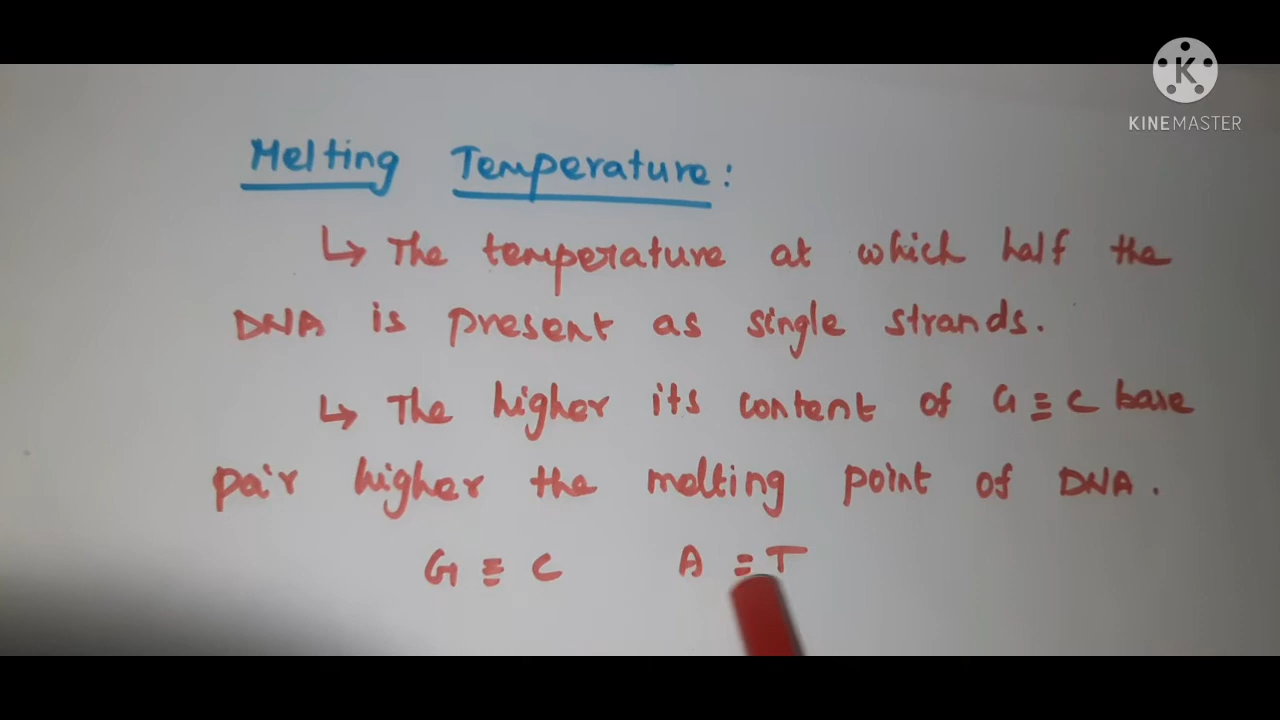 KINEMASTER
Melting Temperature:
↳ The temperature at which half the
DNA is present as single strands.
↳ The higher its content of G≡C base
pair higher the melting point of DNA.
G≡C A=T